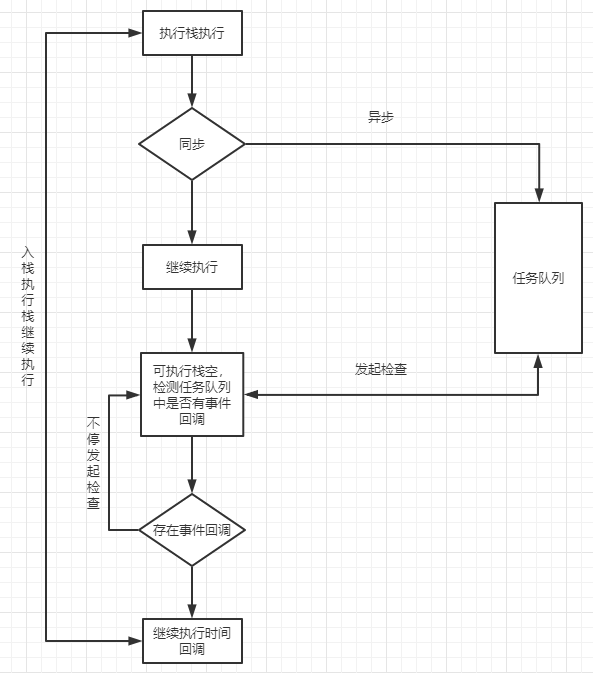 执行栈执行
异步
同步
任务队列
入栈执行栈继续执行
继续执行
发起检查
可执行栈空，
检测任务队列
中是否有事件
回调
不停发起检查
存在事件回调
继续执行时间
回调